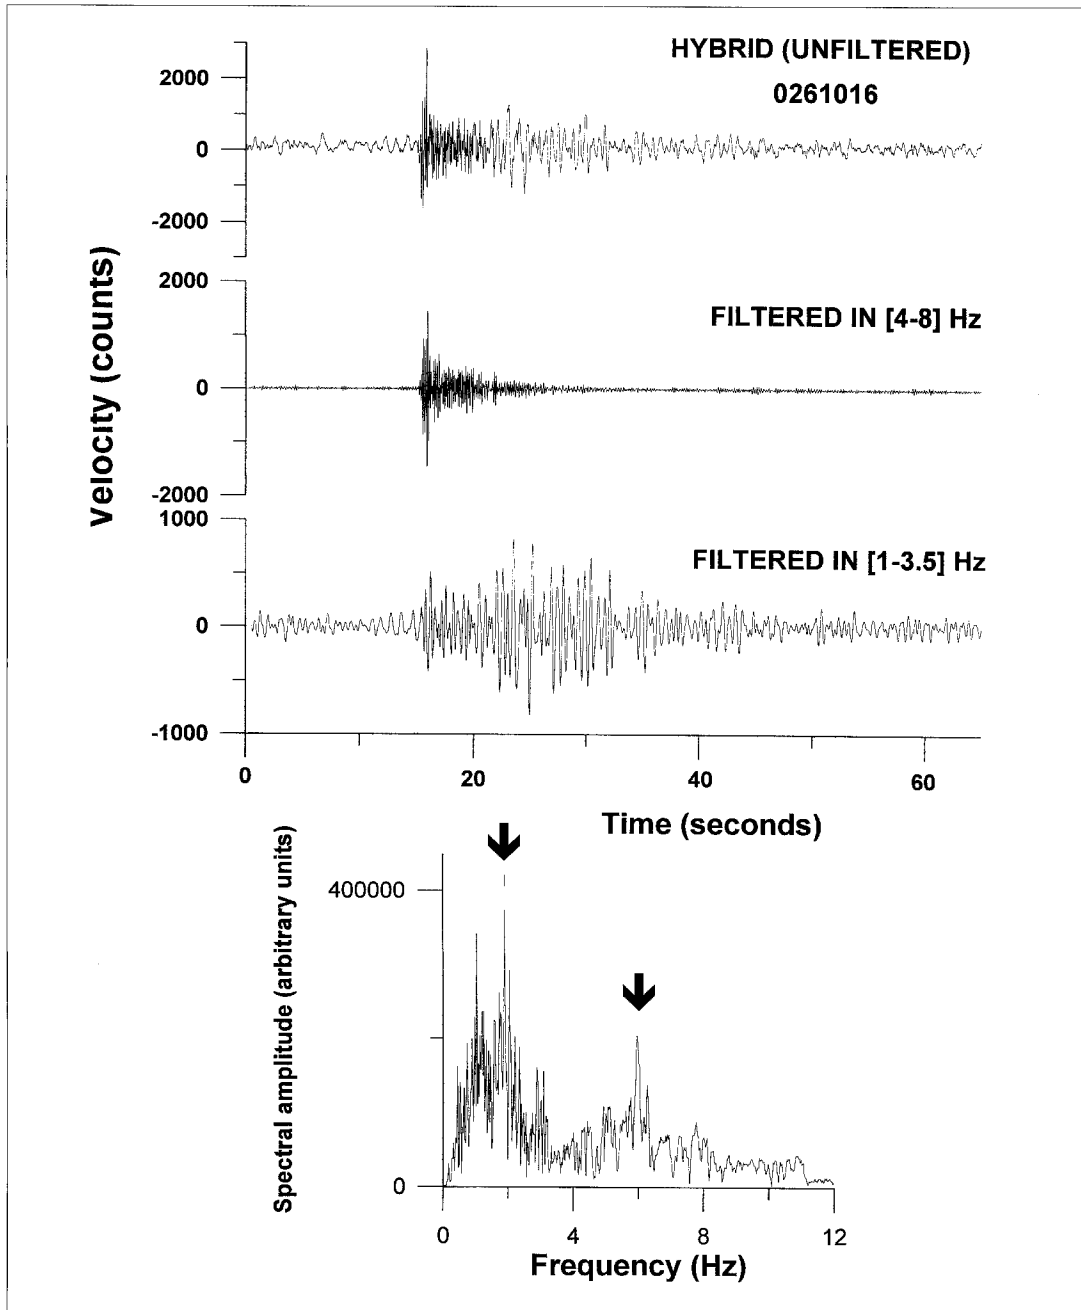 HYBRID (UNFILTERED)
0261016
2000
0
-2000
Velocity (counts)
2000
FILTERED IN [4-8] Hz
0
-2000
1000
FILTERED IN [1-3.5] Hz
0
-1000
0
20
40
60
Time (seconds)
Spectral amplitude (arbitrary units)
400000
0
0
4
8
12
Frequency (Hz)